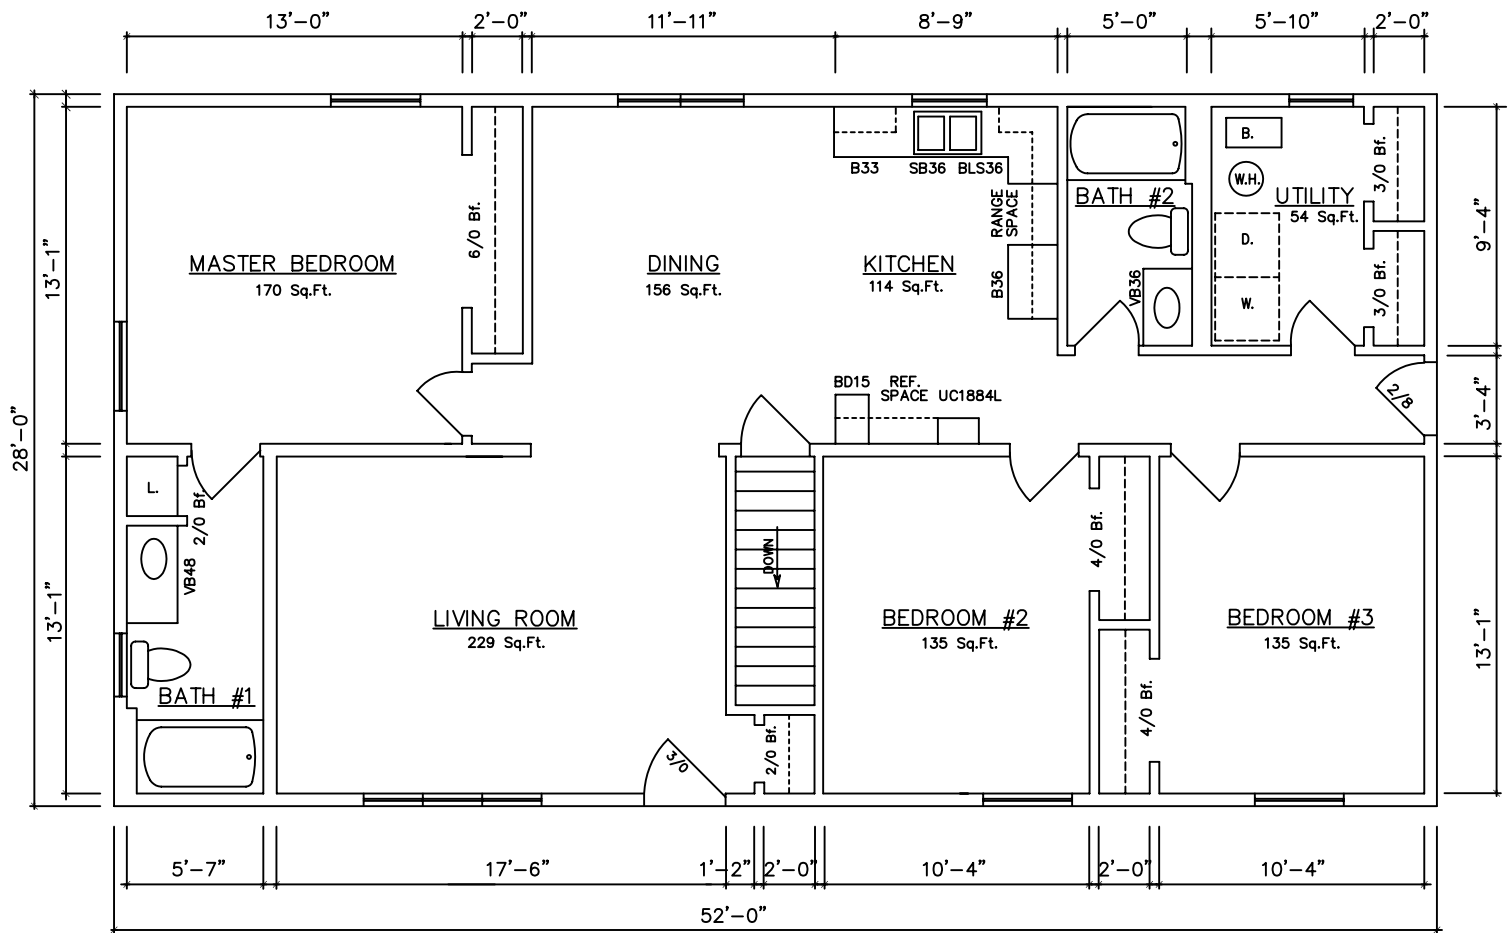 13'-0" 2'-0" 11'-11" 8'-9" 5'-0" 5'-10" 2'-0"
B.
B33 SB36 BLS36
3/0 Bf.
W.H.
BATH #2
UTILITY
54 Sq.Ft.
RANGE
SPACE
6/0 Bf.
13'-1"
9'-4"
D.
MASTER BEDROOM
170 Sq.Ft.
DINING
156 Sq.Ft.
KITCHEN
114 Sq.Ft.
B36
VB36
3/0 Bf.
W.
BD15 REF.
SPACE UC1884L
2/8
3'-4"
28'-0"
L.
2/0 Bf.
VB48
DOWN
4/0 Bf.
13'-1"
LIVING ROOM
229 Sq.Ft.
BEDROOM #2
135 Sq.Ft.
BEDROOM #3
135 Sq.Ft.
13'-1"
BATH #1
4/0 Bf.
3/0
2/0 Bf.
5'-7" 17'-6" 1'-2" 2'-0" 10'-4" 2'-0" 10'-4"
52'-0"